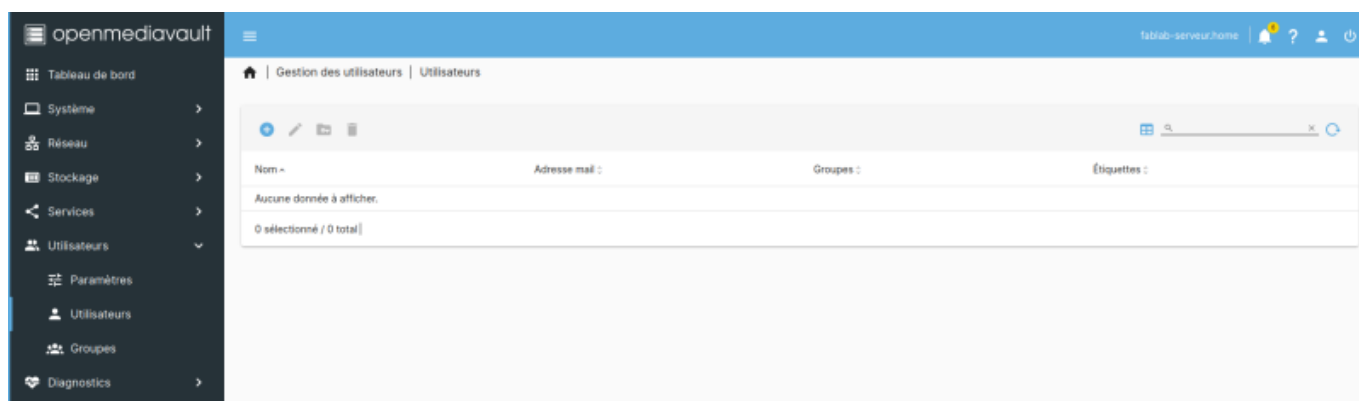 openmediavault
fablab-serveur.home
?
Tableau de bord
Système
Réseau
Stockage
Services
Utilisateurs
Paramètres
Utilisateurs
Groupes
Diagnostics
| Gestion des utilisateurs | Utilisateurs
Nom
Adresse mail
Groupes
Étiquettes
Aucune donnée à afficher.
0 sélectionné / 0 total